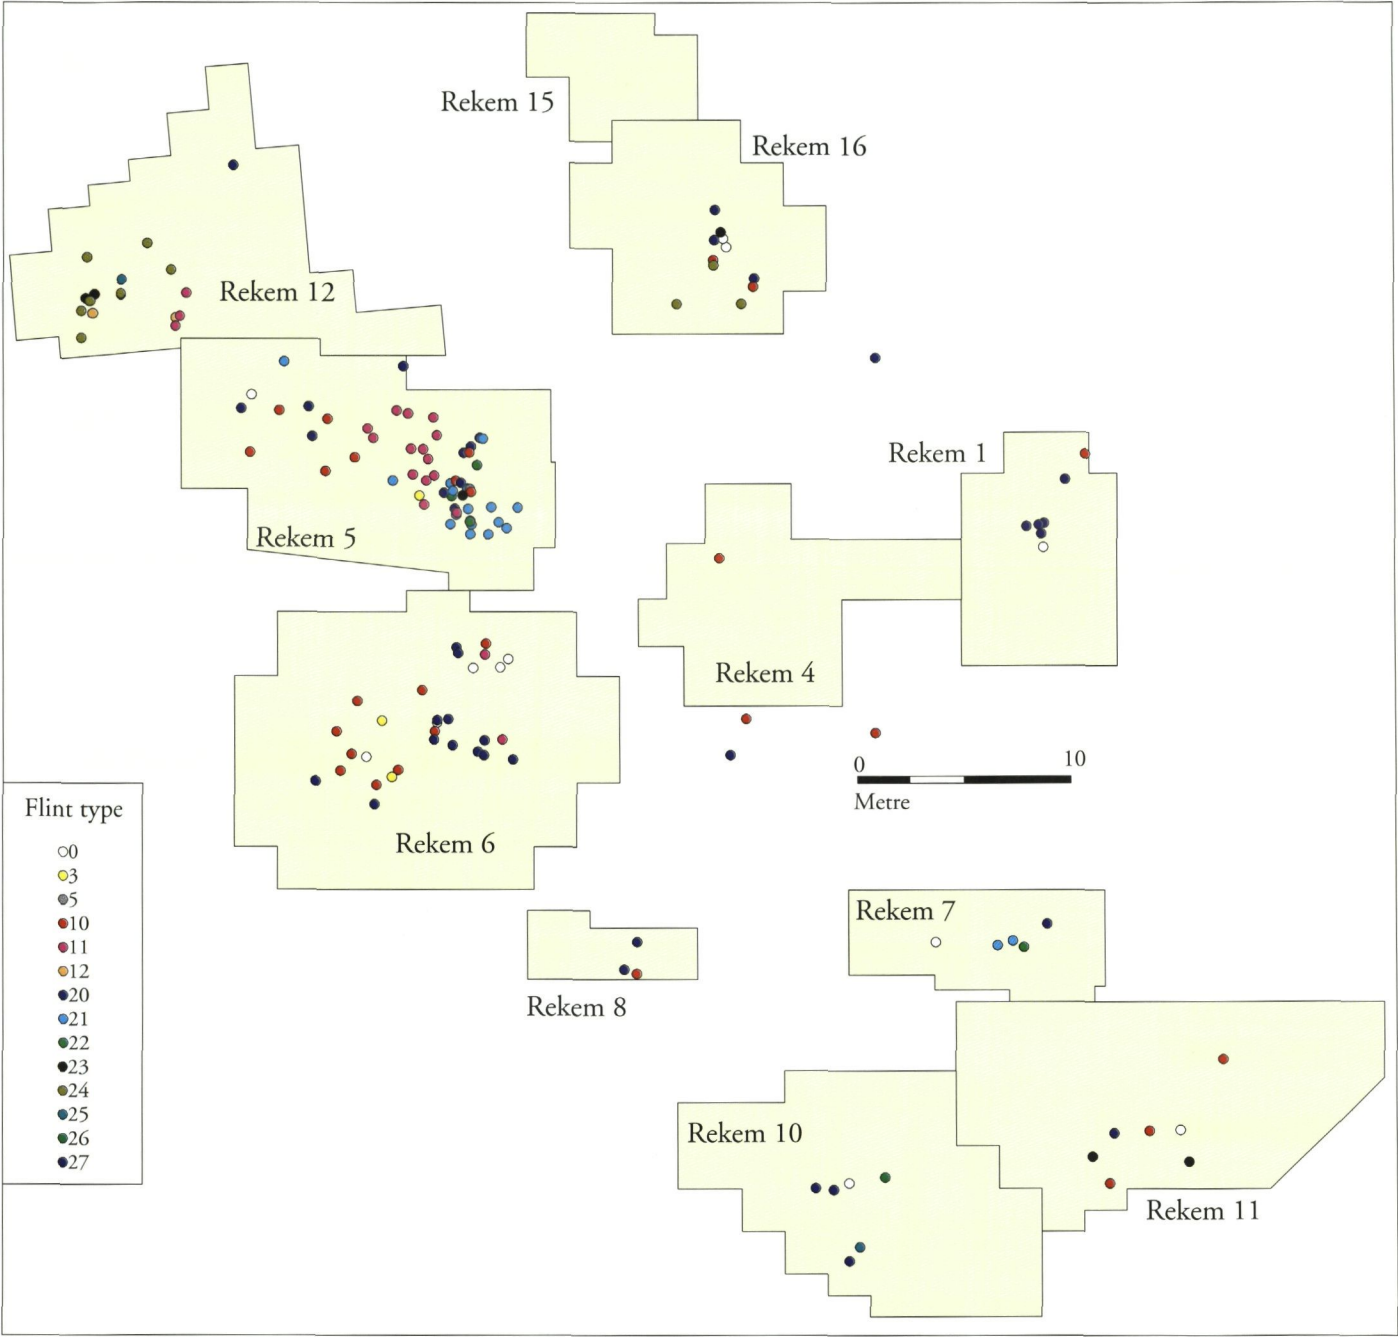 Rekem 15
Rekem 16
Rekem 12
Rekem 1
Rekem 5
Rekem 4
0 10
Metre
Flint type
0
3
5
10
11
12
20
21
22
23
24
25
26
27
Rekem 6
Rekem 7
Rekem 8
Rekem 10
Rekem 11